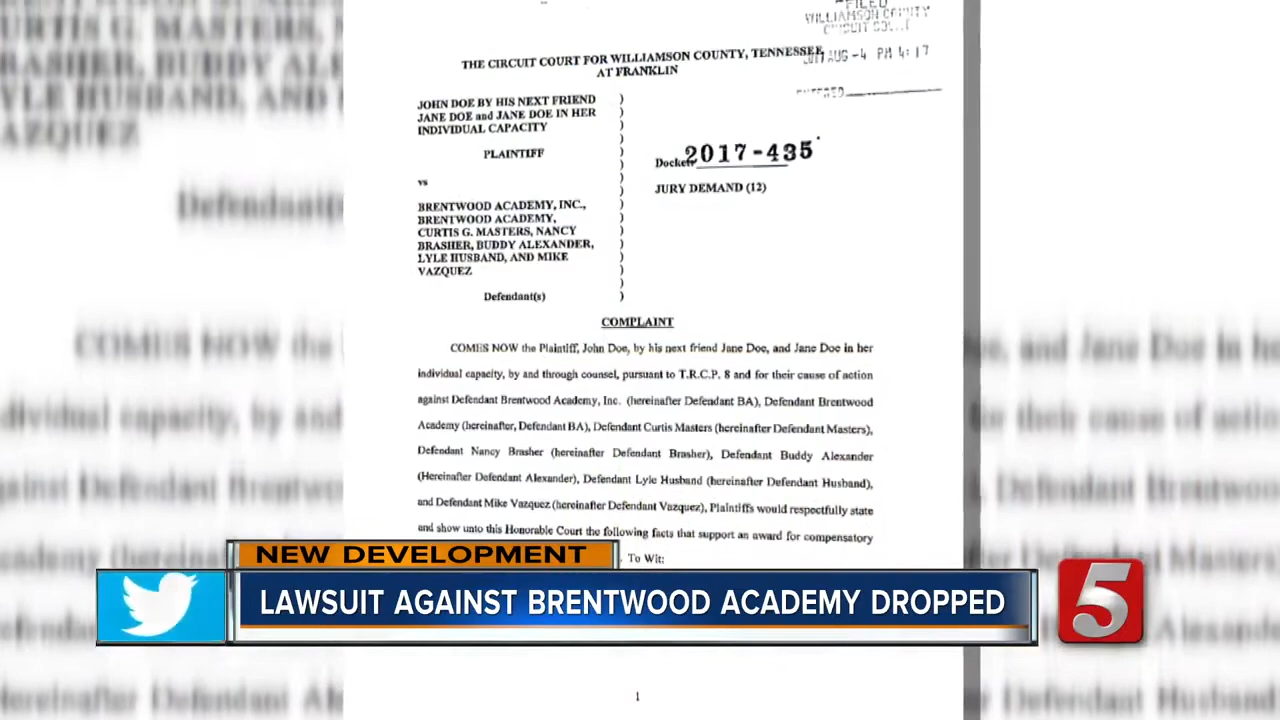 FILED
WILLIAMSON COUNTY
CIRCUIT COURT
2017 AUG -4 PM 4:17
ENTERED
THE CIRCUIT COURT FOR WILLIAMSON COUNTY, TENNESSEE
AT FRANKLIN
JOHN DOE BY HIS NEXT FRIEND )
JANE DOE and JANE DOE IN HER )
INDIVIDUAL CAPACITY )
PLAINTIFF )
Docket 2017-435
vs )
JURY DEMAND (12)
BRENTWOOD ACADEMY, INC., )
BRENTWOOD ACADEMY, )
CURTIS G. MASTERS, NANCY )
BRASHER, BUDDY ALEXANDER, )
LYLE HUSBAND, AND MIKE )
VAZQUEZ )
Defendant(s) )
COMPLAINT
COMES NOW the Plaintiff, John Doe, by his next friend Jane Doe, and Jane Doe in her
individual capacity, by and through counsel, pursuant to T.R.C.P. 8 and for their cause of action
against Defendant Brentwood Academy, Inc. (hereinafter Defendant BA), Defendant Brentwood
Academy (hereinafter, Defendant BA), Defendant Curtis Masters (hereinafter Defendant Masters),
Defendant Nancy Brasher (hereinafter Defendant Brasher), Defendant Buddy Alexander
(Hereinafter Defendant Alexander), Defendant Lyle Husband (hereinafter Defendant Husband),
and Defendant Mike Vazquez (hereinafter Defendant Vazquez), Plaintiffs would respectfully state
and show unto this Honorable Court the following facts that support an award for compensatory
. To Wit:
NEW DEVELOPMENT
LAWSUIT AGAINST BRENTWOOD ACADEMY DROPPED
5
1